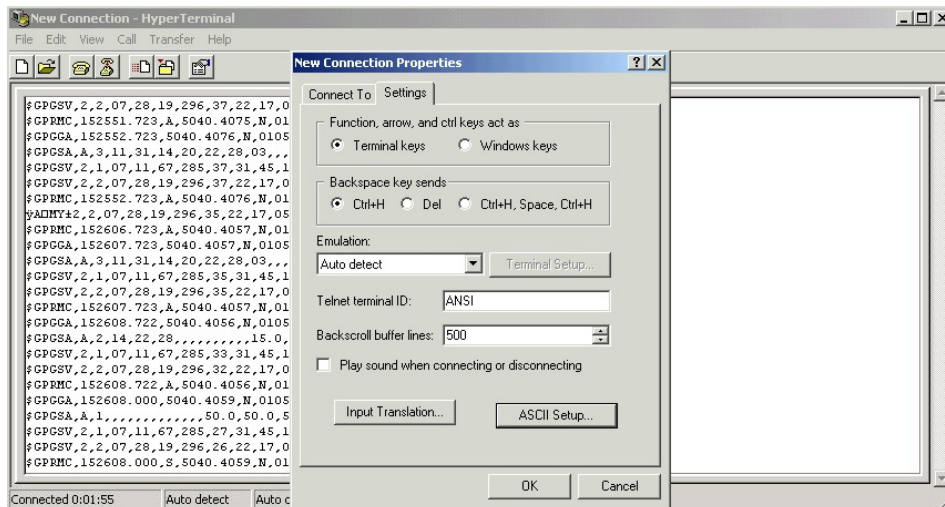 New Connection - HyperTerminal
File Edit View Call Transfer Help
$GPGSV,2,2,07,28,19,296,37,22,17,0
$GPRMC,152551.723,A,5040.4075,N,01
$GPGGA,152552.723,5040.4076,N,0105
$GPGSA,A,3,11,31,14,20,22,28,03,,,
$GPGSV,2,1,07,11,67,285,37,31,45,1
$GPGSV,2,2,07,28,19,296,37,22,17,0
$GPRMC,152552.723,A,5040.4076,N,01
ÿA□MY±2,2,07,28,19,296,35,22,17,05
$GPRMC,152606.723,A,5040.4057,N,01
$GPGGA,152607.723,5040.4057,N,0105
$GPGSA,A,3,11,31,14,20,22,28,03,,,
$GPGSV,2,1,07,11,67,285,35,31,45,1
$GPGSV,2,2,07,28,19,296,35,22,17,0
$GPRMC,152607.723,A,5040.4057,N,01
$GPGGA,152608.722,5040.4056,N,0105
$GPGSA,A,2,14,22,28,,,,,,,,,,15.0,
$GPGSV,2,1,07,11,67,285,33,31,45,1
$GPGSV,2,2,07,28,19,296,32,22,17,0
$GPRMC,152608.722,A,5040.4056,N,01
$GPGGA,152608.000,5040.4059,N,0105
$GPGSA,A,1,,,,,,,,,,,,,50.0,50.0,5
$GPGSV,2,1,07,11,67,285,27,31,45,1
$GPGSV,2,2,07,28,19,296,26,22,17,0
$GPRMC,152608.000,S,5040.4059,N,01
Connected 0:01:55 Auto detect Auto c
New Connection Properties
Connect To Settings
Function, arrow, and ctrl keys act as
Terminal keys Windows keys
Backspace key sends
Ctrl+H Del Ctrl+H, Space, Ctrl+H
Emulation:
Auto detect Terminal Setup...
Telnet terminal ID: ANSI
Backscroll buffer lines: 500
Play sound when connecting or disconnecting
Input Translation... ASCII Setup...
OK Cancel